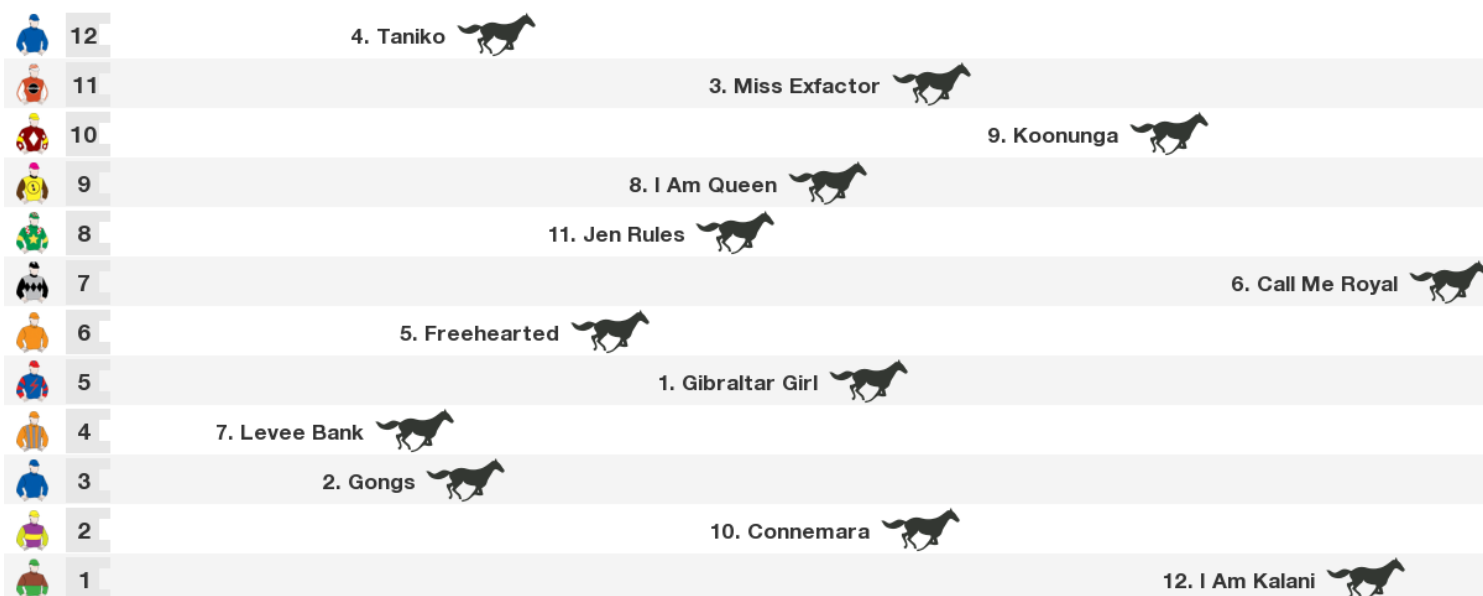 12 4. Taniko
11 3. Miss Exfactor
10 9. Koonunga
9 8. I Am Queen
8 11. Jen Rules
7 6. Call Me Royal
6 5. Freehearted
5 1. Gibraltar Girl
4 7. Levee Bank
3 2. Gongs
2 10. Connemara
1 12. I Am Kalani